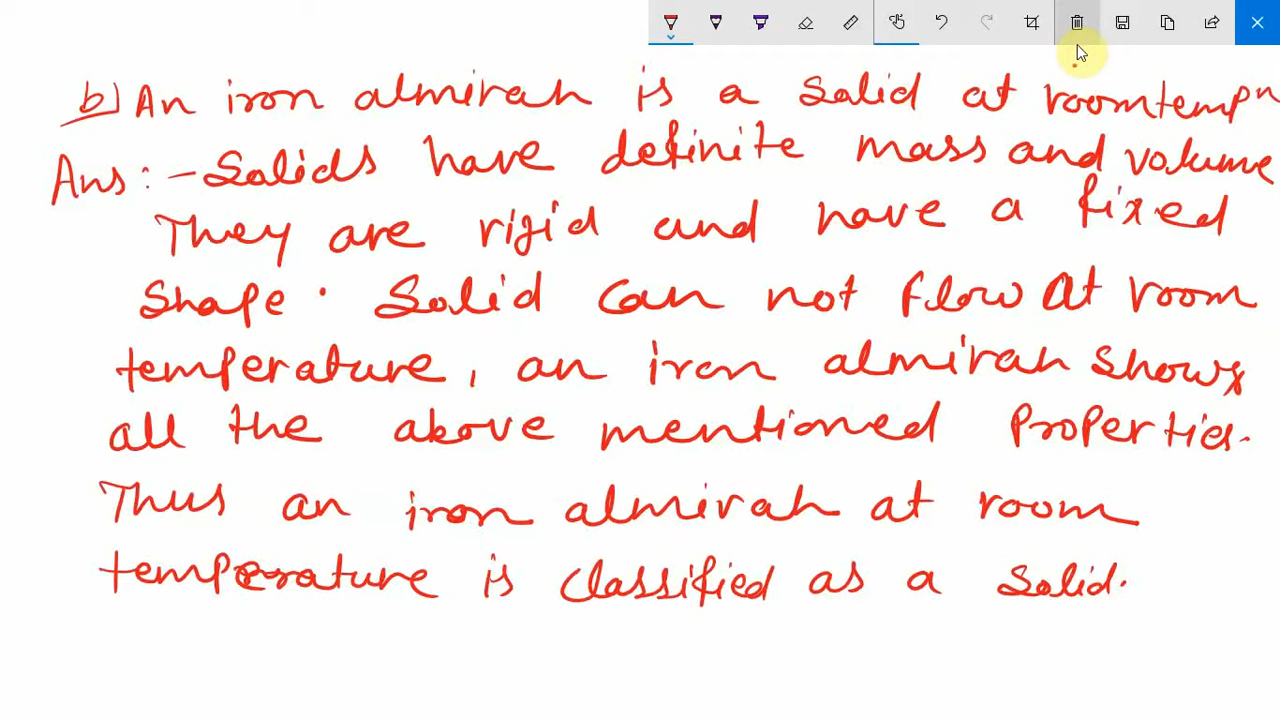 b) An iron almirah is a solid at room tempn
Ans :- Solids have definite mass and volume
They are rigid and have a fixed
shape. Solid can not flow At room
temperature, an iron almirah shows
all the above mentioned properties.
Thus an iron almirah at room
temperature is classified as a solid.